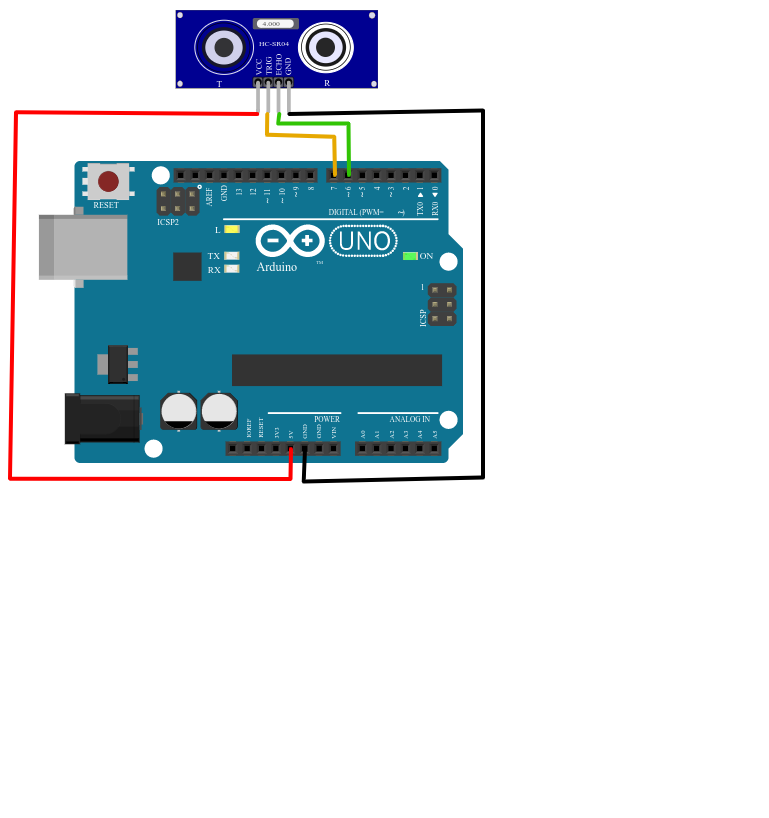 4.000
HC-SR04
VCC
TRIG
ECHO
GND
T
R
RESET
ICSP2
AREF
GND
13
12
~11
~10
~9
8
7
~6
~5
4
~3
2
TX0 ▶ 1
RX0 ◀ 0
DIGITAL (PWM= ~)
L
TX
RX
UNO
ON
Arduino
™
1
ICSP
POWER
ANALOG IN
IOREF
RESET
3V3
5V
GND
GND
VIN
A0
A1
A2
A3
A4
A5